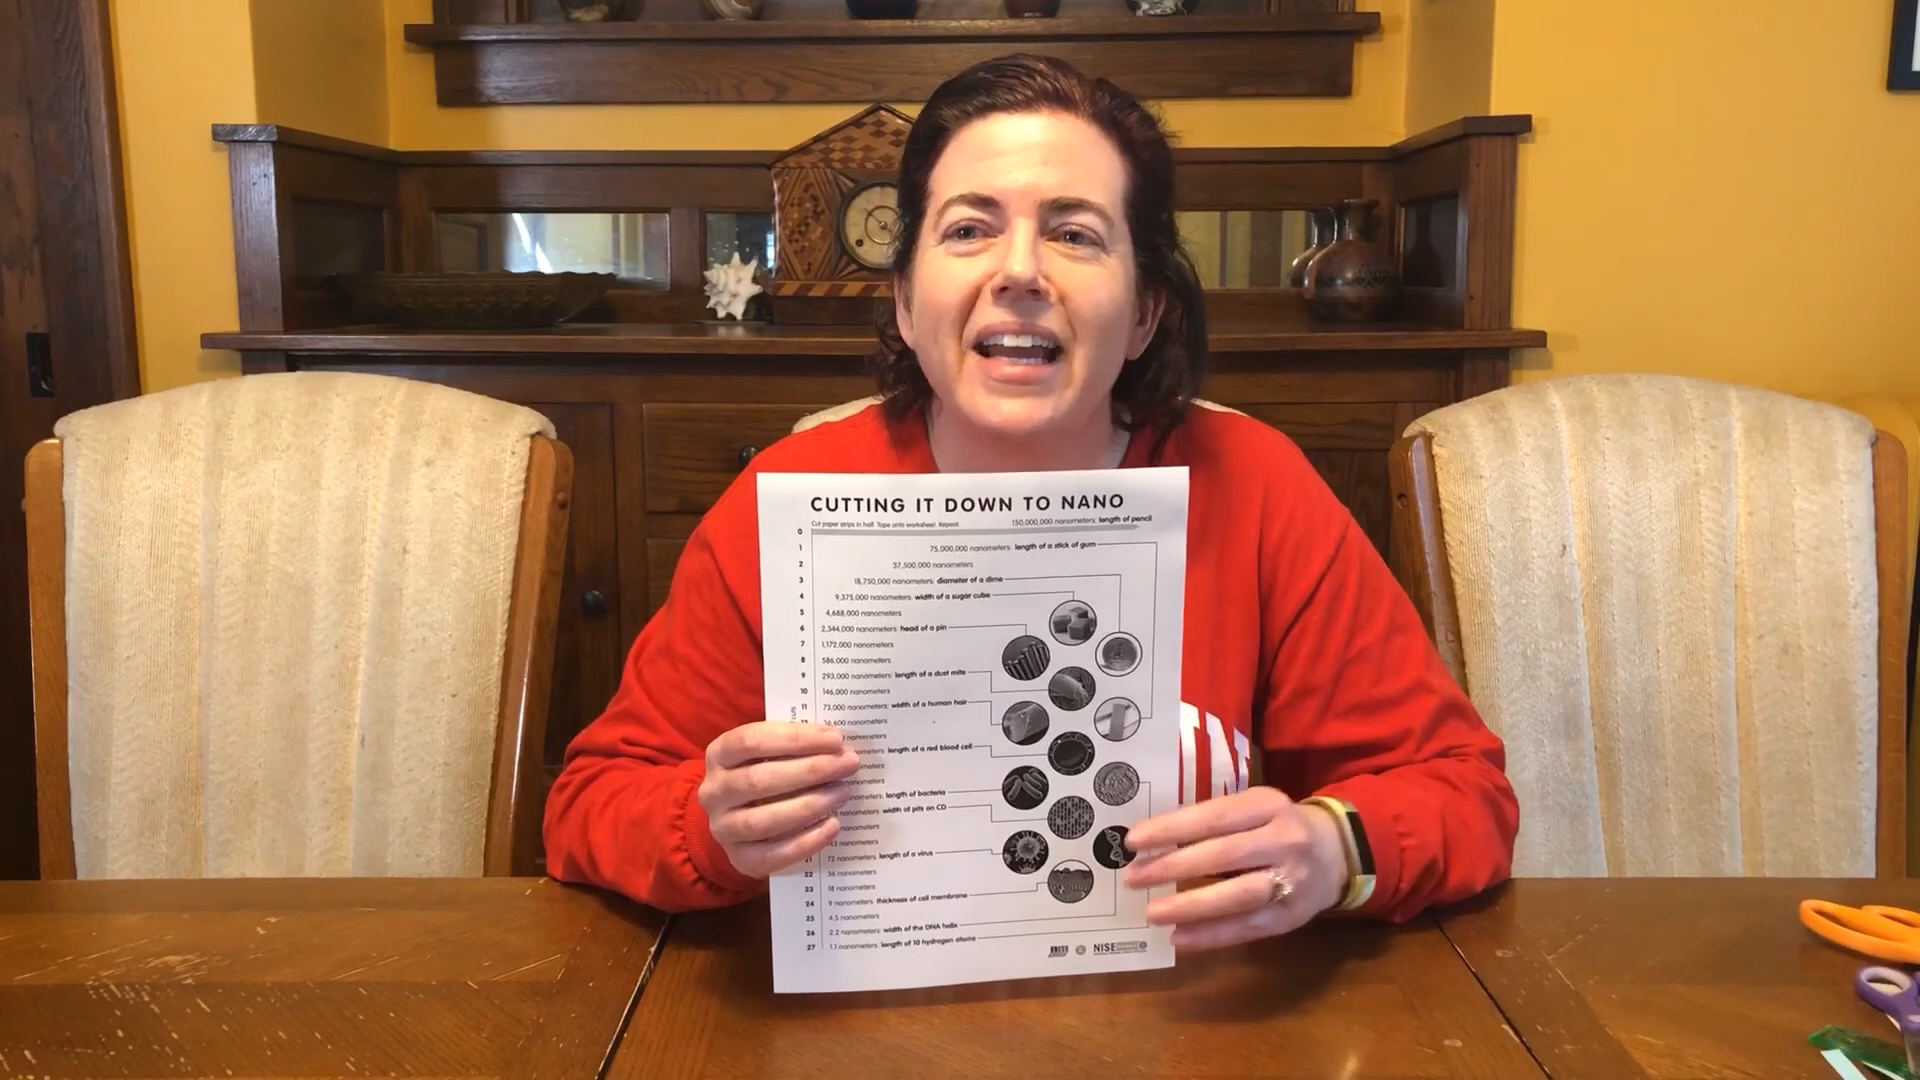 CUTTING IT DOWN TO NANO
Cut paper strips in half. Tape onto worksheet. Repeat.
150,000,000 nanometers: length of pencil
0
1 75,000,000 nanometers: length of a stick of gum
2 37,500,000 nanometers
3 18,750,000 nanometers: diameter of a dime
4 9,375,000 nanometers: width of a sugar cube
5 4,688,000 nanometers
6 2,344,000 nanometers: head of a pin
7 1,172,000 nanometers
8 586,000 nanometers
9 293,000 nanometers: length of a dust mite
10 146,000 nanometers
11 73,000 nanometers: width of a human hair
36,600 nanometers
nanometers
nometers: length of a red blood cell
meters
nanometers
nometers: length of bacteria
nanometers: width of pits on CD
nanometers
143 nanometers
21 72 nanometers: length of a virus
22 36 nanometers
23 18 nanometers
24 9 nanometers: thickness of cell membrane
25 4.5 nanometers
26 2.2 nanometers: width of the DNA helix
27 1.1 nanometers: length of 10 hydrogen atoms
cuts
NISE
IN